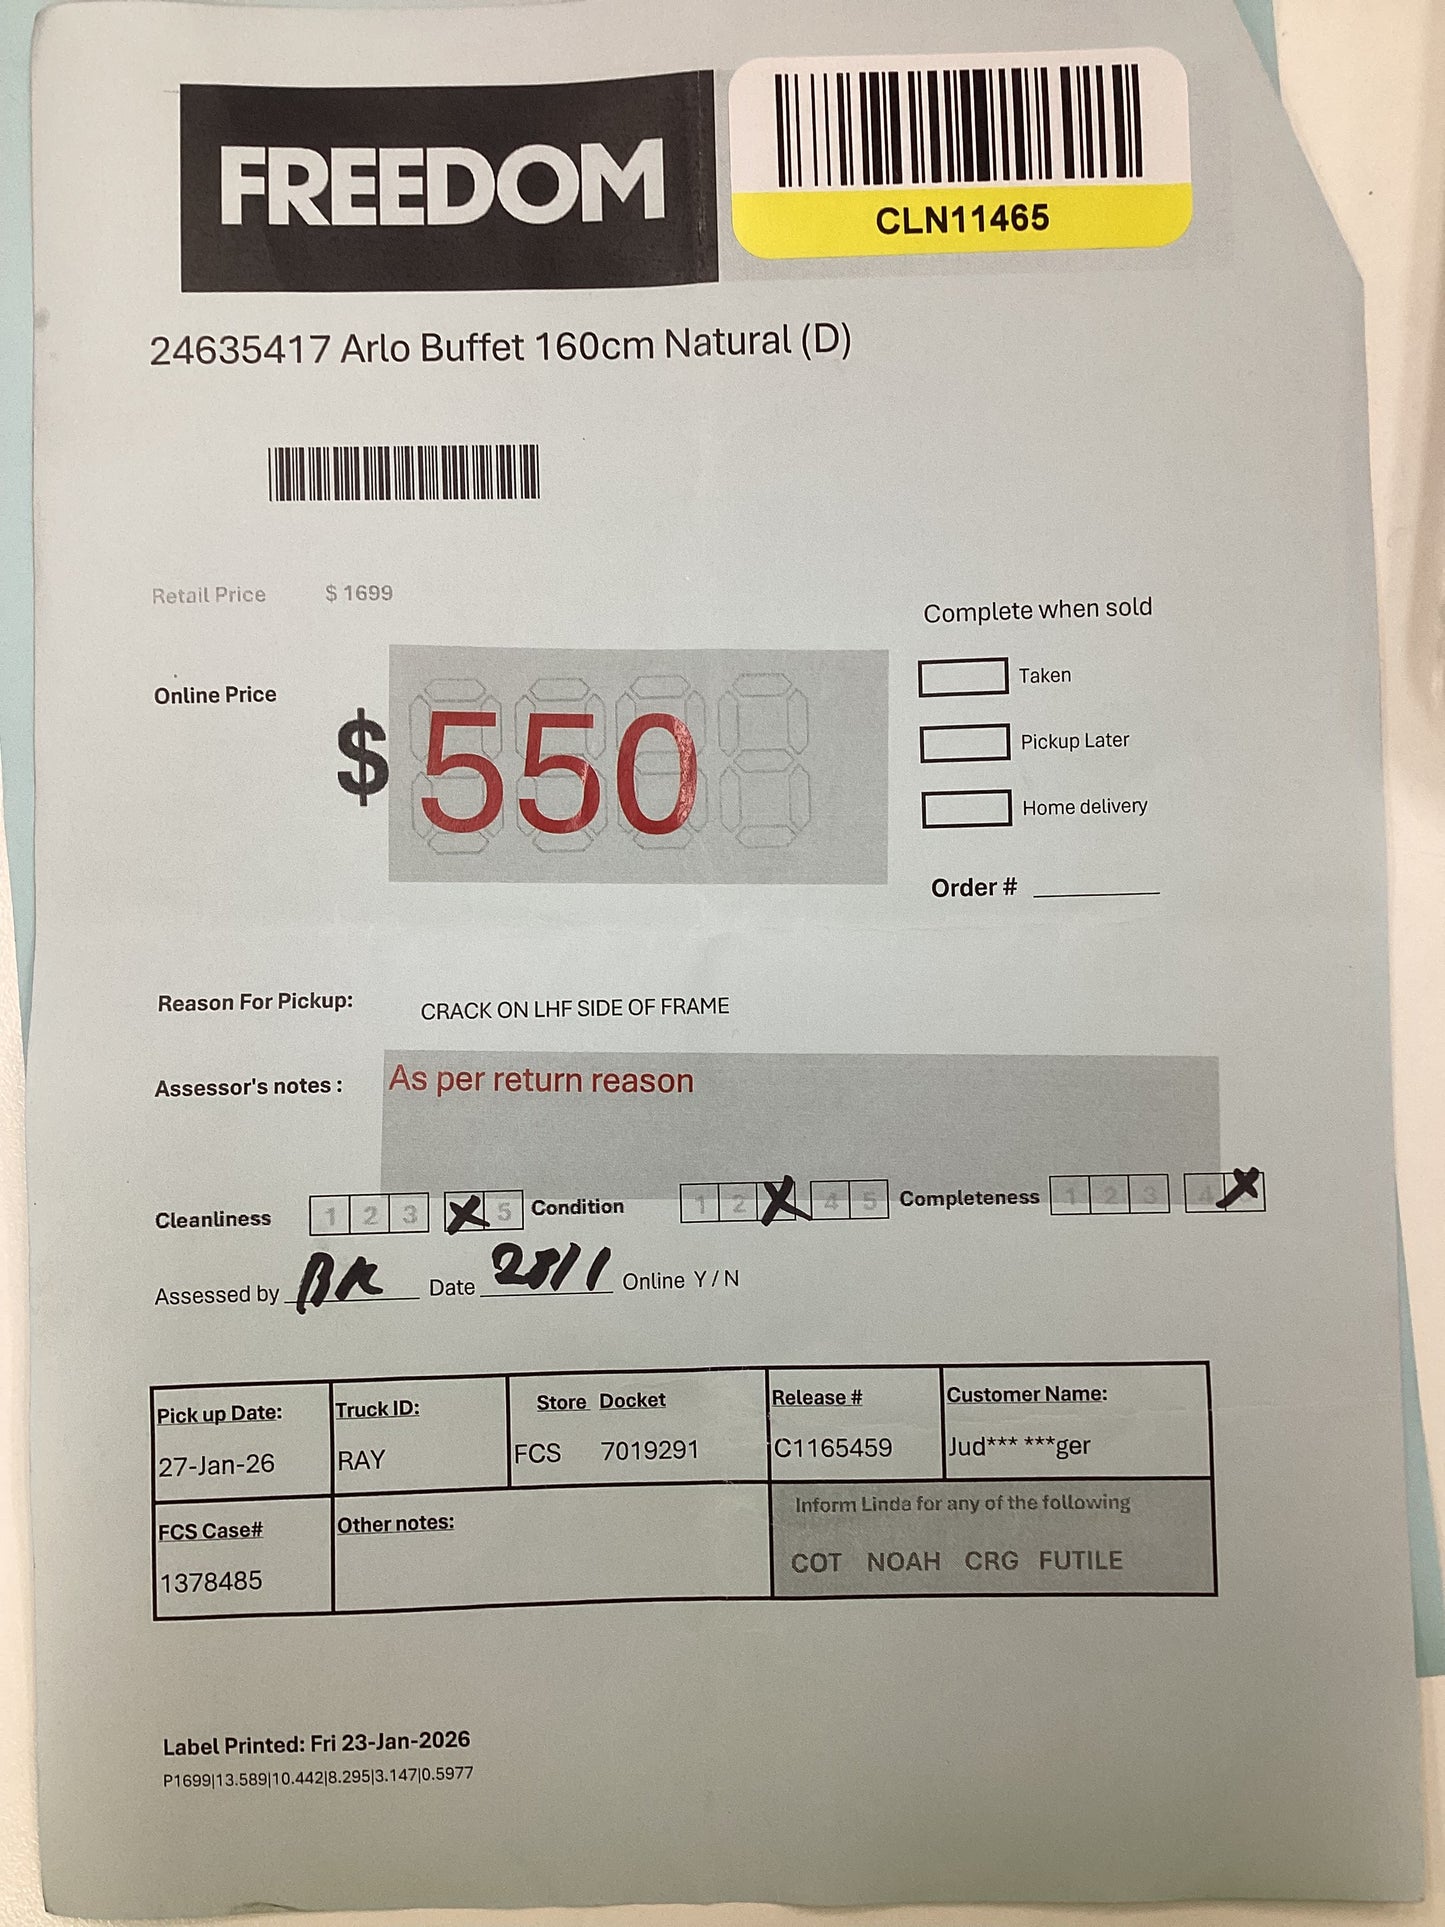 FREEDOM
CLN11465
24635417 Arlo Buffet 160cm Natural (D)
Retail Price $ 1699
Online Price
$ 550
Complete when sold
Taken
Pickup Later
Home delivery
Order #
Reason For Pickup: CRACK ON LHF SIDE OF FRAME
Assessor's notes : As per return reason
Cleanliness 1 2 3 X 5 Condition 1 2 X 4 5 Completeness 1 2 3 4 X
Assessed by BK Date 28/1 Online Y / N
Pick up Date: Truck ID: Store Docket Release # Customer Name:
27-Jan-26 RAY FCS 7019291 C1165459 Jud*** ***ger
FCS Case# Other notes: Inform Linda for any of the following
1378485 COT NOAH CRG FUTILE
Label Printed: Fri 23-Jan-2026
P1699|13.589|10.442|8.295|3.147|0.5977